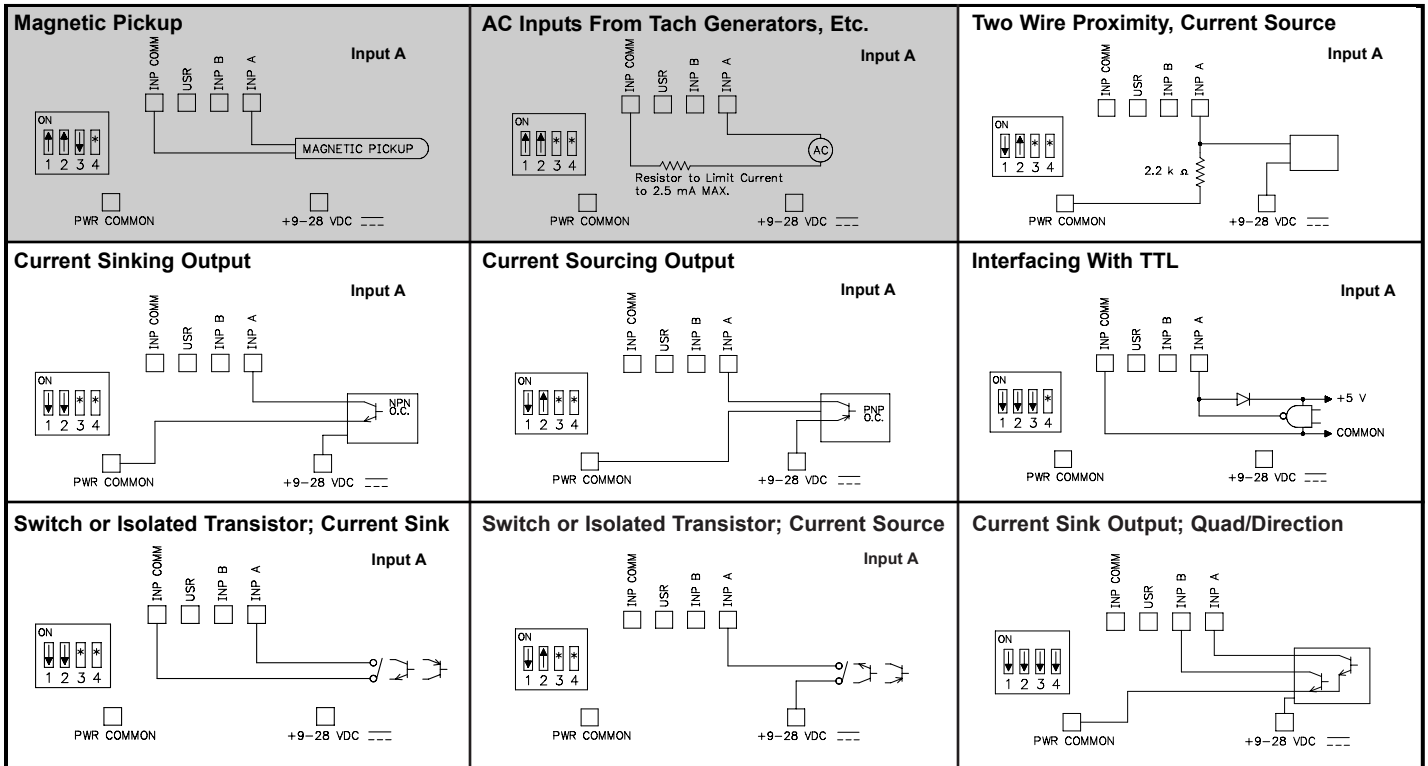 Magnetic Pickup
Input A
INP COMM
USR
INP B
INP A
ON
* 
1 2 3 4
MAGNETIC PICKUP
PWR COMMON
+9-28 VDC
AC Inputs From Tach Generators, Etc.
Input A
INP COMM
USR
INP B
INP A
ON
* *
1 2 3 4
AC
Resistor to Limit Current
to 2.5 mA MAX.
PWR COMMON
+9-28 VDC
Two Wire Proximity, Current Source
Input A
INP COMM
USR
INP B
INP A
ON
* *
1 2 3 4
2.2 k Ω
PWR COMMON
+9-28 VDC
Current Sinking Output
Input A
INP COMM
USR
INP B
INP A
ON
* *
1 2 3 4
NPN
O.C.
PWR COMMON
+9-28 VDC
Current Sourcing Output
Input A
INP COMM
USR
INP B
INP A
ON
* *
1 2 3 4
PNP
O.C.
PWR COMMON
+9-28 VDC
Interfacing With TTL
Input A
INP COMM
USR
INP B
INP A
ON
*
1 2 3 4
+5 V
COMMON
PWR COMMON
+9-28 VDC
Switch or Isolated Transistor; Current Sink
Input A
INP COMM
USR
INP B
INP A
ON
* *
1 2 3 4
PWR COMMON
+9-28 VDC
Switch or Isolated Transistor; Current Source
Input A
INP COMM
USR
INP B
INP A
ON
* *
1 2 3 4
PWR COMMON
+9-28 VDC
Current Sink Output; Quad/Direction
INP COMM
USR
INP B
INP A
ON
1 2 3 4
PWR COMMON
+9-28 VDC